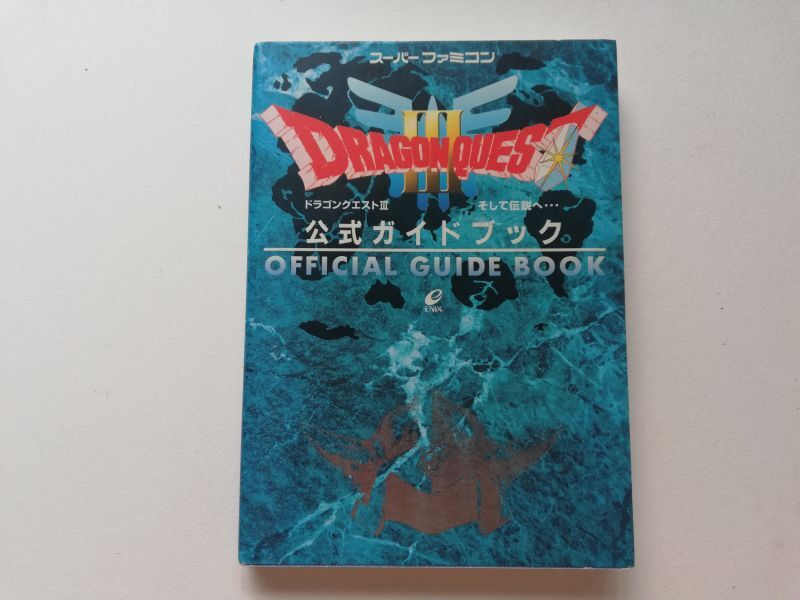 スーパーファミコン
DRAGON QUEST
III
ドラゴンクエストIII そして伝説へ…
公式ガイドブック
OFFICIAL GUIDE BOOK
e
ENIX